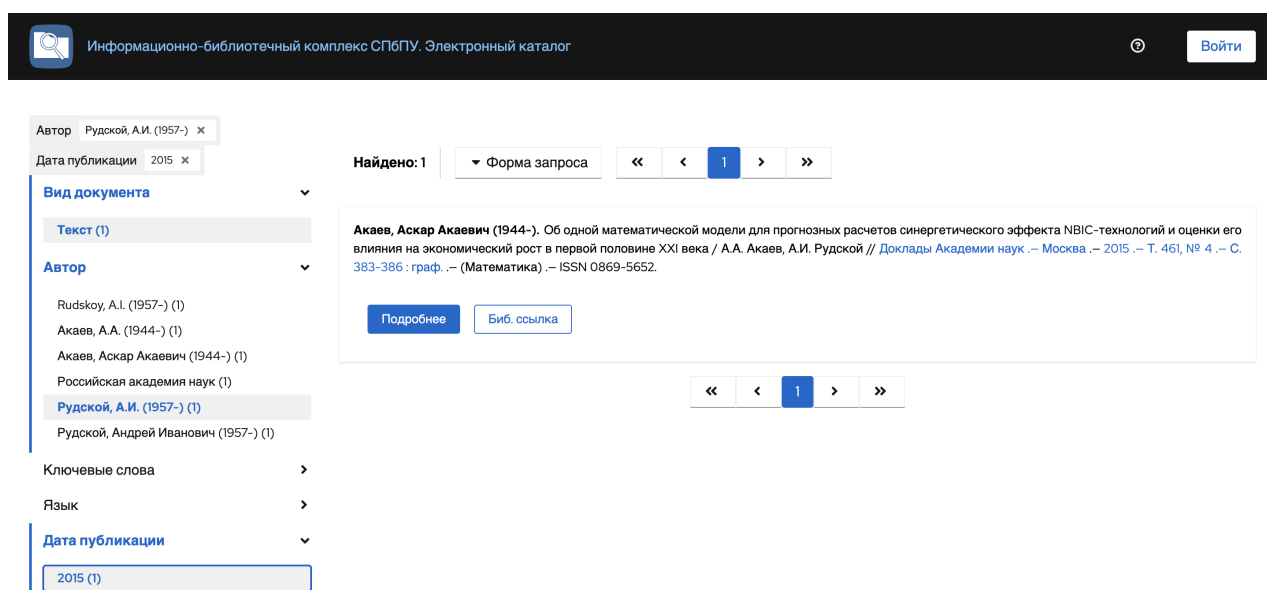 Информационно-библиотечный комплекс СПбПУ. Электронный каталог
Войти
Автор Рудской, А.И. (1957-) ×
Дата публикации 2015 ×
Вид документа
Текст (1)
Автор
Rudskoy, A.I. (1957-) (1)
Акаев, А.А. (1944-) (1)
Акаев, Аскар Акаевич (1944-) (1)
Российская академия наук (1)
Рудской, А.И. (1957-) (1)
Рудской, Андрей Иванович (1957-) (1)
Ключевые слова
Язык
Дата публикации
2015 (1)
Найдено: 1
Форма запроса
« ‹ 1 › »
Акаев, Аскар Акаевич (1944-). Об одной математической модели для прогнозных расчетов синергетического эффекта NBIC-технологий и оценки его
влияния на экономический рост в первой половине XXI века / А.А. Акаев, А.И. Рудской // Доклады Академии наук .— Москва .— 2015 .— Т. 461, № 4 .— С.
383-386 : граф. .— (Математика) .— ISSN 0869-5652.
Подробнее
Биб. ссылка
« ‹ 1 › »